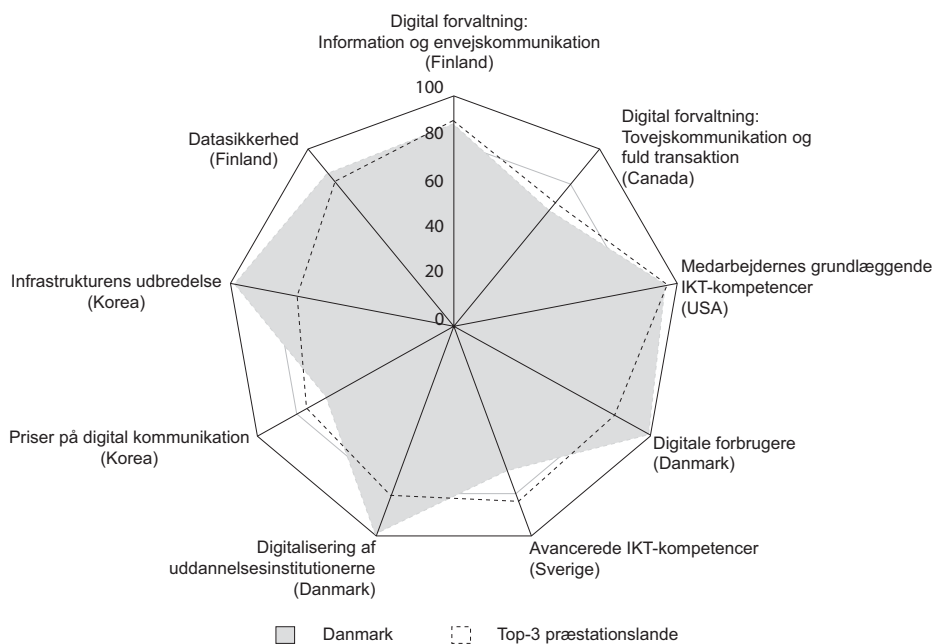 Digital forvaltning:
Information og envejskommunikation
(Finland)
100
80
60
40
20
0
Digital forvaltning:
Tovejskommunikation og
fuld transaktion
(Canada)
Datasikkerhed
(Finland)
Medarbejdernes grundlæggende
IKT-kompetencer
(USA)
Infrastrukturens udbredelse
(Korea)
Digitale forbrugere
(Danmark)
Priser på digital kommunikation
(Korea)
Avancerede IKT-kompetencer
(Sverige)
Digitalisering af
uddannelsesinstitutionerne
(Danmark)
Danmark
Top-3 præstationslande